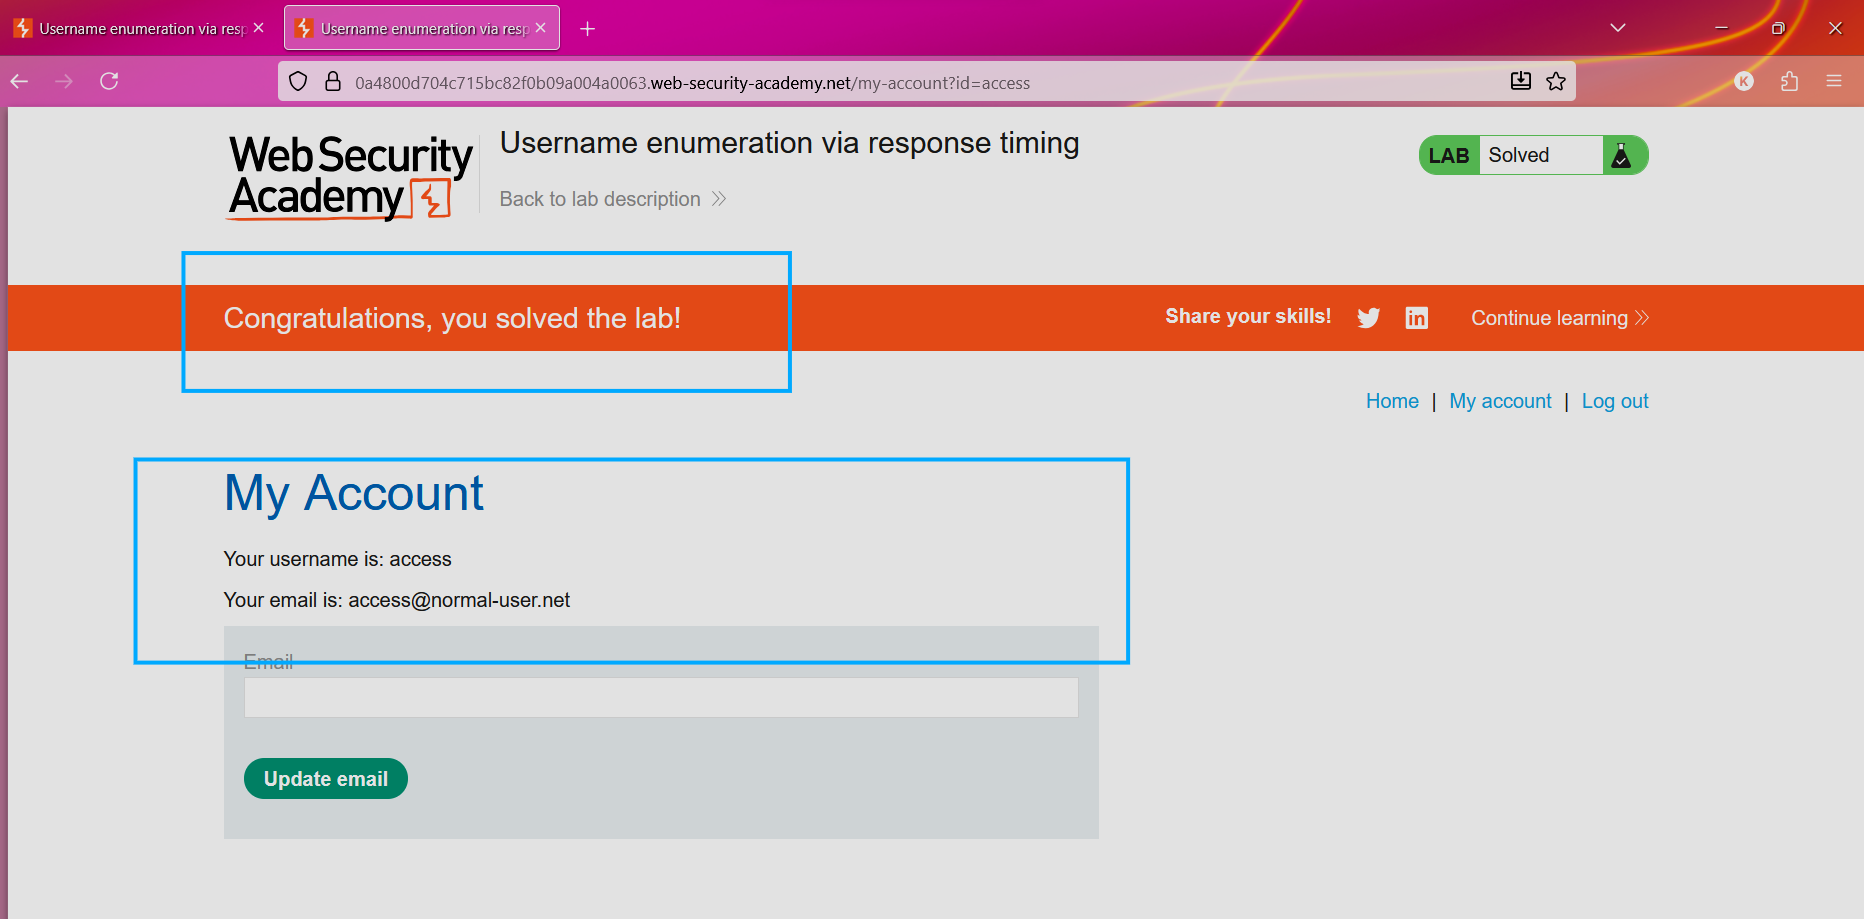 Username enumeration via resp
Username enumeration via resp
0a4800d704c715bc82f0b09a004a0063.web-security-academy.net/my-account?id=access
K
Web Security
Academy
Username enumeration via response timing
Back to lab description
LAB Solved
Congratulations, you solved the lab!
Share your skills!
in
Continue learning
Home | My account | Log out
My Account
Your username is: access
Your email is: access@normal-user.net
Email
Update email